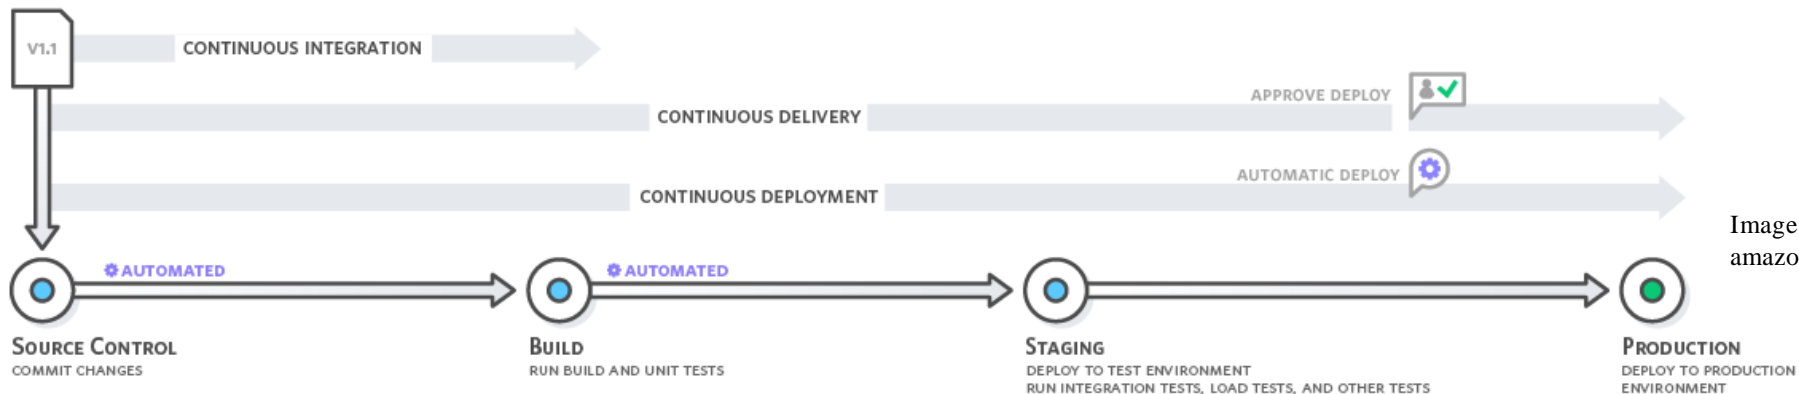 V1.1
CONTINUOUS INTEGRATION
APPROVE DEPLOY
CONTINUOUS DELIVERY
AUTOMATIC DEPLOY
CONTINUOUS DEPLOYMENT
Image
amazo
AUTOMATED
AUTOMATED
SOURCE CONTROL
COMMIT CHANGES
BUILD
RUN BUILD AND UNIT TESTS
STAGING
DEPLOY TO TEST ENVIRONMENT
RUN INTEGRATION TESTS, LOAD TESTS, AND OTHER TESTS
PRODUCTION
DEPLOY TO PRODUCTION
ENVIRONMENT